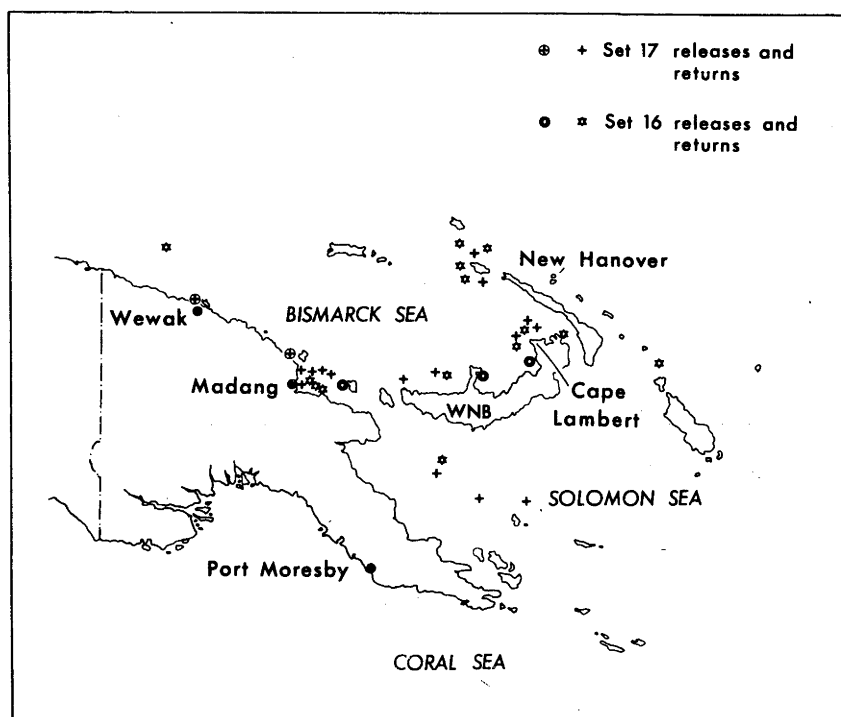 ⊕ + Set 17 releases and
returns
◉ ✡ Set 16 releases and
returns
New Hanover
BISMARCK SEA
Wewak
Madang
Cape
Lambert
WNB
SOLOMON SEA
Port Moresby
CORAL SEA